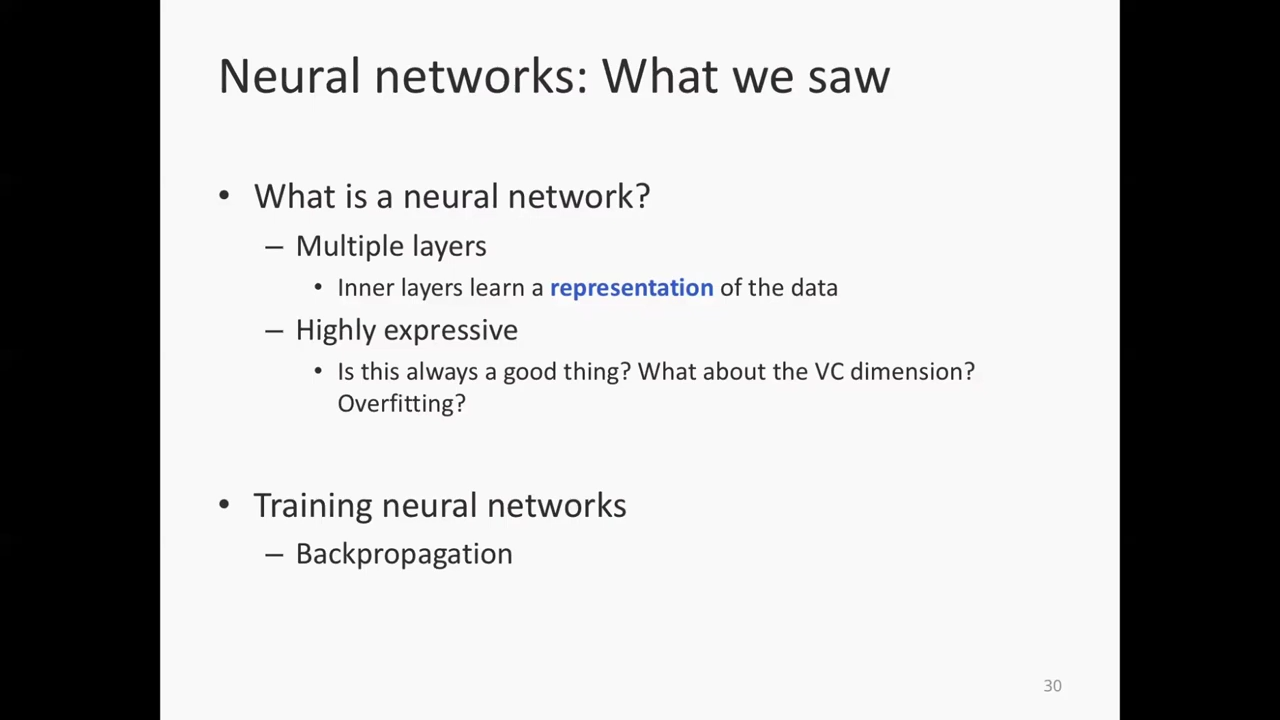 Neural networks: What we saw
• What is a neural network?
– Multiple layers
• Inner layers learn a representation of the data
– Highly expressive
• Is this always a good thing? What about the VC dimension?
Overfitting?
• Training neural networks
– Backpropagation
30